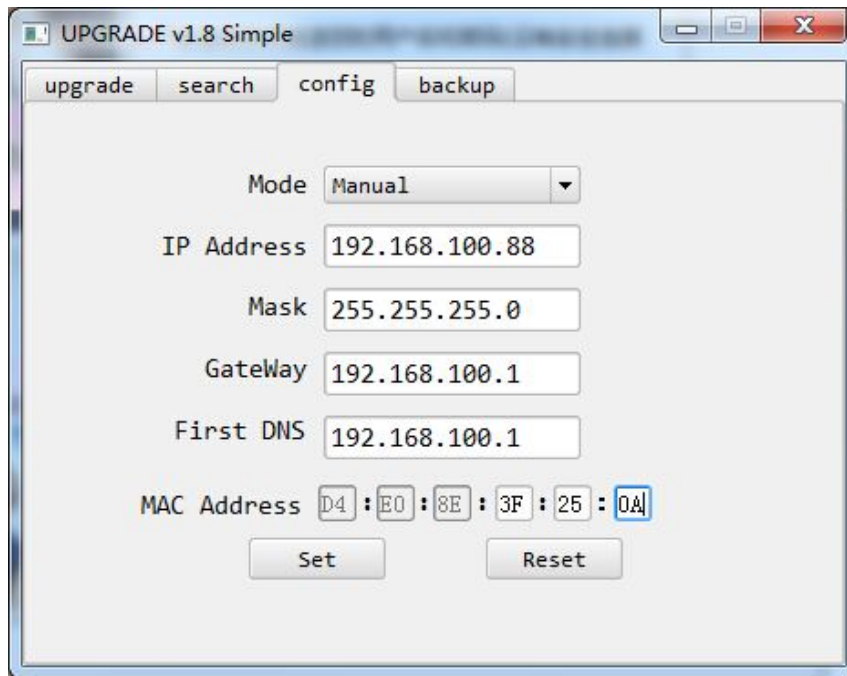 UPGRADE v1.8 Simple
upgrade search config backup
Mode Manual
IP Address 192.168.100.88
Mask 255.255.255.0
GateWay 192.168.100.1
First DNS 192.168.100.1
MAC Address D4 : E0 : 8E : 3F : 25 : 0A
Set Reset